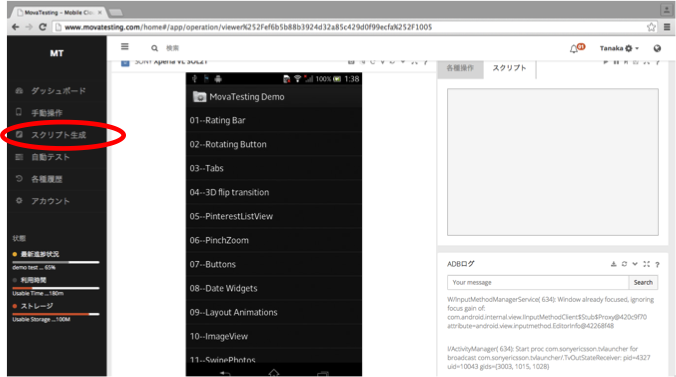 MovaTesting – Mobile Clo
www.movatesting.com/home#/app/operation/viewer%252Fef6b5b88b3924d32a85c429d0f99ecfa%252F1005
MT
検索
Tanaka
ダッシュボード
手動操作
スクリプト生成
自動テスト
各種履歴
アカウント
状態
最新進捗状況
demo test ... 65%
利用時間
Usable Time ...180m
ストレージ
Usable Storage ...100M
SONY Xperia VL SOL21
100% 1:38
MovaTesting Demo
01--Rating Bar
02--Rotating Button
03--Tabs
04--3D flip transition
05--PinterestListView
06--PinchZoom
07--Buttons
08--Date Widgets
09--Layout Animations
10--ImageView
11--SwipePhotos
各種操作 スクリプト
ADBログ
Your message Search
W/InputMethodManagerService( 634): Window already focused, ignoring
focus gain of:
com.android.internal.view.IInputMethodClient$Stub$Proxy@420c9f70
attribute=android.view.inputmethod.EditorInfo@42268f48
I/ActivityManager( 634): Start proc com.sonyericsson.tvlauncher for
broadcast com.sonyericsson.tvlauncher/.TvOutStateReceiver: pid=4327
uid=10043 gids={3003, 1015, 1028}